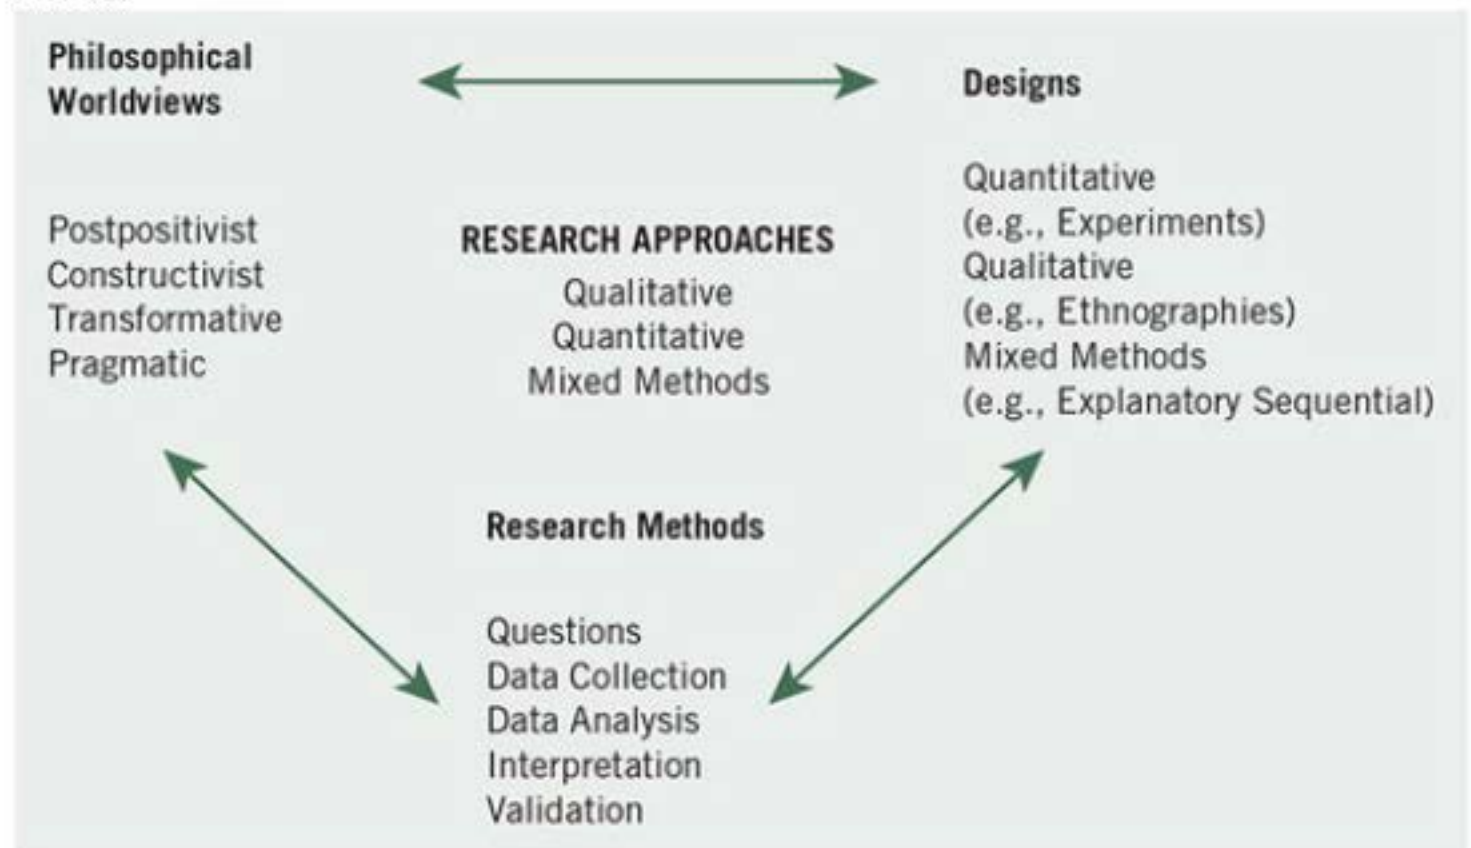 Philosophical
Worldviews
Postpositivist
Constructivist
Transformative
Pragmatic
RESEARCH APPROACHES
Qualitative
Quantitative
Mixed Methods
Designs
Quantitative
(e.g., Experiments)
Qualitative
(e.g., Ethnographies)
Mixed Methods
(e.g., Explanatory Sequential)
Research Methods
Questions
Data Collection
Data Analysis
Interpretation
Validation